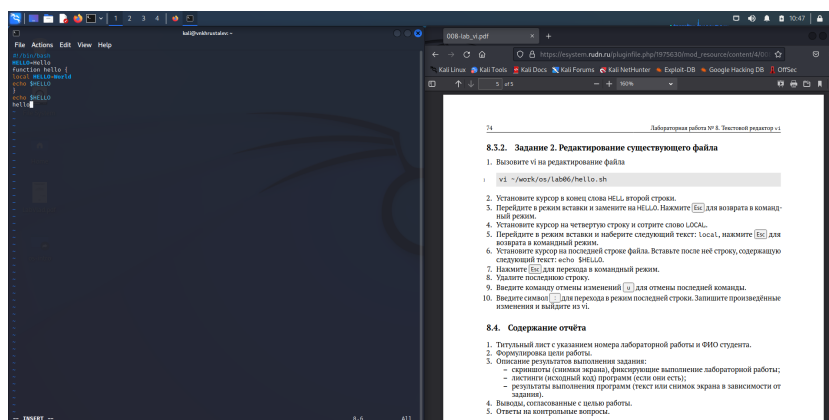 1 2 3 4
10:47
kali@vnkhrustalev: ~
File Actions Edit View Help
#!/bin/bash
HELLO=Hello
function hello {
local HELLO=World
echo $HELLO
}
echo $HELLO
hello
-- INSERT --
8,6
All
008-lab_vi.pdf
https://esystem.rudn.ru/pluginfile.php/1975630/mod_resource/content/4/00
Kali Linux Kali Tools Kali Docs Kali Forums Kali NetHunter Exploit-DB Google Hacking DB OffSec
5 of 5
160%
74 Лабораторная работа № 8. Текстовой редактор vi
8.3.2. Задание 2. Редактирование существующего файла
1. Вызовите vi на редактирование файла
1 vi ~/work/os/lab06/hello.sh
2. Установите курсор в конец слова HELL второй строки.
3. Перейдите в режим вставки и замените на HELLO. Нажмите Esc для возврата в команд-
ный режим.
4. Установите курсор на четвертую строку и сотрите слово LOCAL.
5. Перейдите в режим вставки и наберите следующий текст: local, нажмите Esc для
возврата в командный режим.
6. Установите курсор на последней строке файла. Вставьте после неё строку, содержащую
следующий текст: echo $HELLO.
7. Нажмите Esc для перехода в командный режим.
8. Удалите последнюю строку.
9. Введите команду отмены изменений u для отмены последней команды.
10. Введите символ : для перехода в режим последней строки. Запишите произведённые
изменения и выйдите из vi.
8.4. Содержание отчёта
1. Титульный лист с указанием номера лабораторной работы и ФИО студента.
2. Формулировка цели работы.
3. Описание результатов выполнения задания:
– скриншоты (снимки экрана), фиксирующие выполнение лабораторной работы;
– листинги (исходный код) программ (если они есть);
– результаты выполнения программ (текст или снимок экрана в зависимости от
задания).
4. Выводы, согласованные с целью работы.
5. Ответы на контрольные вопросы.